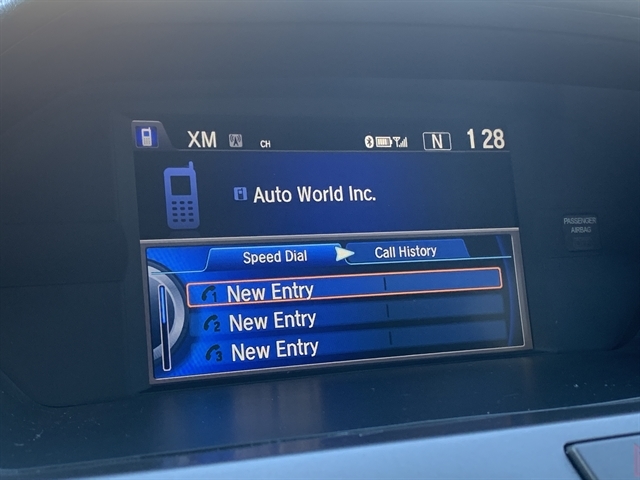 XM CH N 1 28
Auto World Inc.
PASSENGER
AIRBAG
Speed Dial Call History
1 New Entry
2 New Entry
3 New Entry